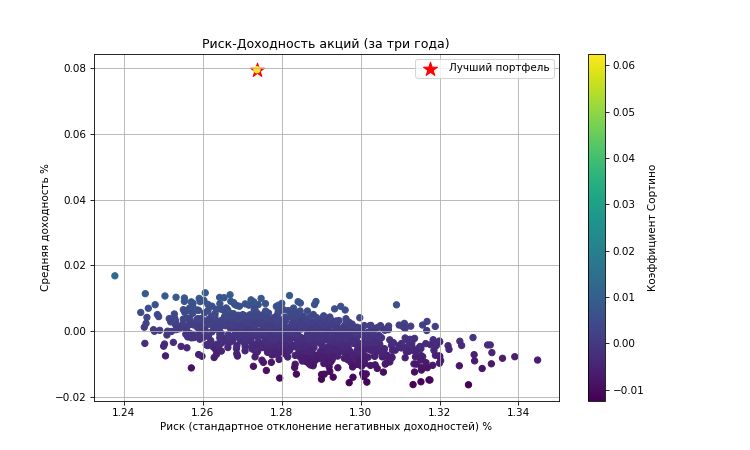 Риск-Доходность акций (за три года)
Лучший портфель
0.08
0.06
0.04
0.02
0.00
−0.02
Средняя доходность %
1.24 1.26 1.28 1.30 1.32 1.34
Риск (стандартное отклонение негативных доходностей) %
0.06
0.05
0.04
0.03
0.02
0.01
0.00
−0.01
Коэффициент Сортино